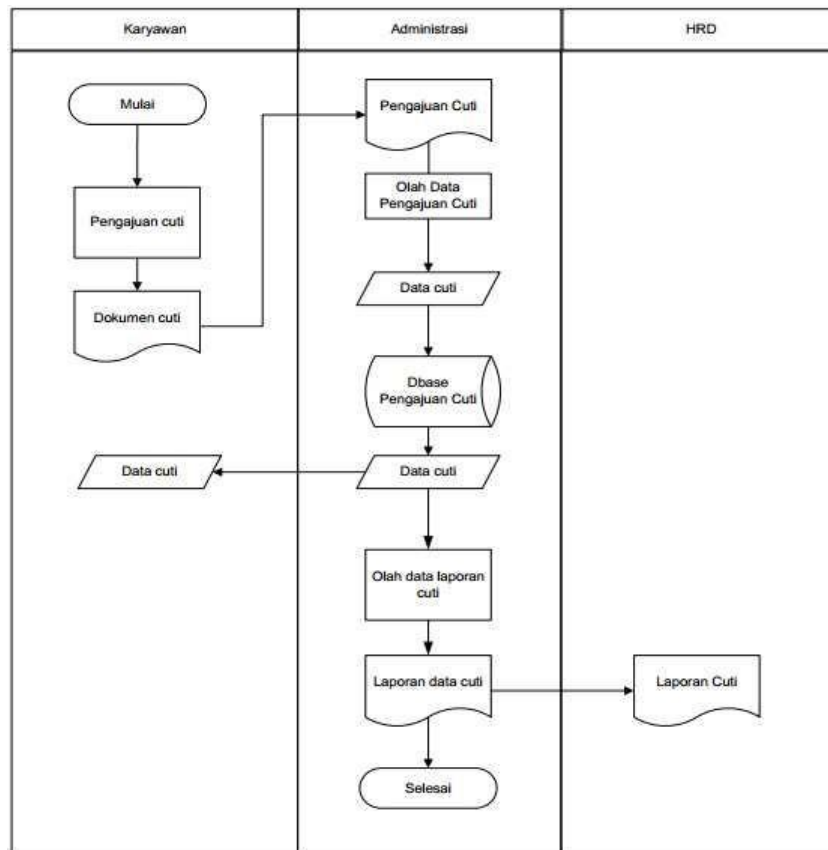 Karyawan
Administrasi
HRD
Mulai
Pengajuan cuti
Dokumen cuti
Pengajuan Cuti
Olah Data
Pengajuan Cuti
Data cuti
Dbase
Pengajuan Cuti
Data cuti
Data cuti
Olah data laporan
cuti
Laporan data cuti
Laporan Cuti
Selesai